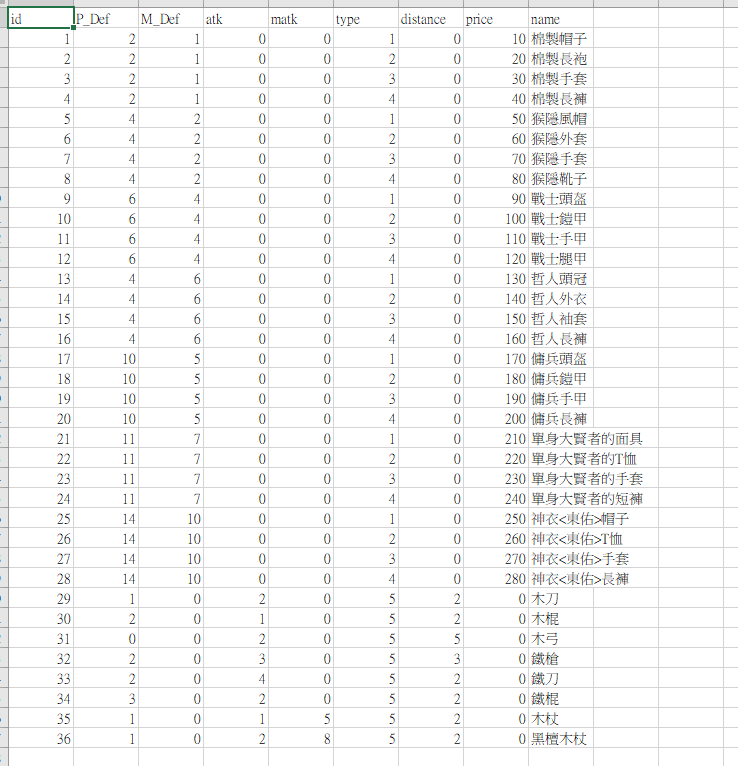 id P_Def M_Def atk matk type distance price name
1 2 1 0 0 1 0 10 棉製帽子
2 2 1 0 0 2 0 20 棉製長袍
3 2 1 0 0 3 0 30 棉製手套
4 2 1 0 0 4 0 40 棉製長褲
5 4 2 0 0 1 0 50 猴隱風帽
6 4 2 0 0 2 0 60 猴隱外套
7 4 2 0 0 3 0 70 猴隱手套
8 4 2 0 0 4 0 80 猴隱靴子
9 6 4 0 0 1 0 90 戰士頭盔
10 6 4 0 0 2 0 100 戰士鎧甲
11 6 4 0 0 3 0 110 戰士手甲
12 6 4 0 0 4 0 120 戰士腿甲
13 4 6 0 0 1 0 130 哲人頭冠
14 4 6 0 0 2 0 140 哲人外衣
15 4 6 0 0 3 0 150 哲人袖套
16 4 6 0 0 4 0 160 哲人長褲
17 10 5 0 0 1 0 170 傭兵頭盔
18 10 5 0 0 2 0 180 傭兵鎧甲
19 10 5 0 0 3 0 190 傭兵手甲
20 10 5 0 0 4 0 200 傭兵長褲
21 11 7 0 0 1 0 210 單身大賢者的面具
22 11 7 0 0 2 0 220 單身大賢者的T恤
23 11 7 0 0 3 0 230 單身大賢者的手套
24 11 7 0 0 4 0 240 單身大賢者的短褲
25 14 10 0 0 1 0 250 神衣<東佑>帽子
26 14 10 0 0 2 0 260 神衣<東佑>T恤
27 14 10 0 0 3 0 270 神衣<東佑>手套
28 14 10 0 0 4 0 280 神衣<東佑>長褲
29 1 0 2 0 5 2 0 木刀
30 2 0 1 0 5 2 0 木棍
31 0 0 2 0 5 5 0 木弓
32 2 0 3 0 5 3 0 鐵槍
33 2 0 4 0 5 2 0 鐵刀
34 3 0 2 0 5 2 0 鐵棍
35 1 0 1 5 5 2 0 木杖
36 1 0 2 8 5 2 0 黑檀木杖